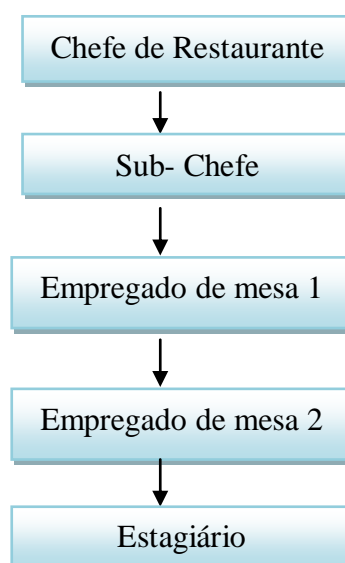 Chefe de Restaurante
Sub- Chefe
Empregado de mesa 1
Empregado de mesa 2
Estagiário